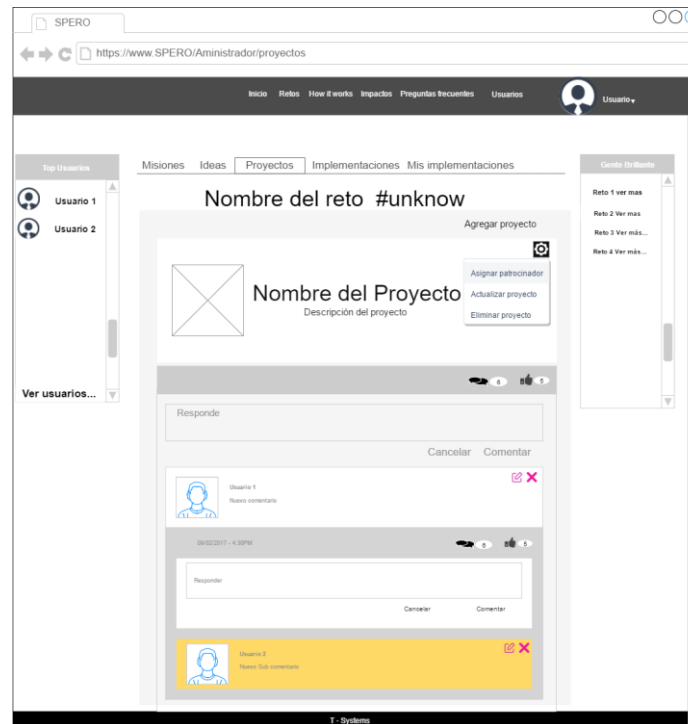 SPERO
https://www.SPERO/Aministrador/proyectos
Inicio Retos How it works Impactos Preguntas frecuentes Usuarios Usuario
Top Usuarios
Usuario 1
Usuario 2
Ver usuarios...
Misiones Ideas Proyectos Implementaciones Mis implementaciones
Nombre del reto #unknow
Agregar proyecto
Asignar patrocinador
Actualizar proyecto
Eliminar proyecto
Nombre del Proyecto
Descripción del proyecto
6 5
Responde
Cancelar Comentar
Usuario 1
Nuevo comentario
09/02/2017 - 4:30PM
6 5
Responder
Cancelar Comentar
Usuario 2
Nuevo Sub comentario
Gente Brillante
Reto 1 ver mas
Reto 2 Ver mas
Reto 3 Ver más...
Reto 4 Ver más...
T - Systems